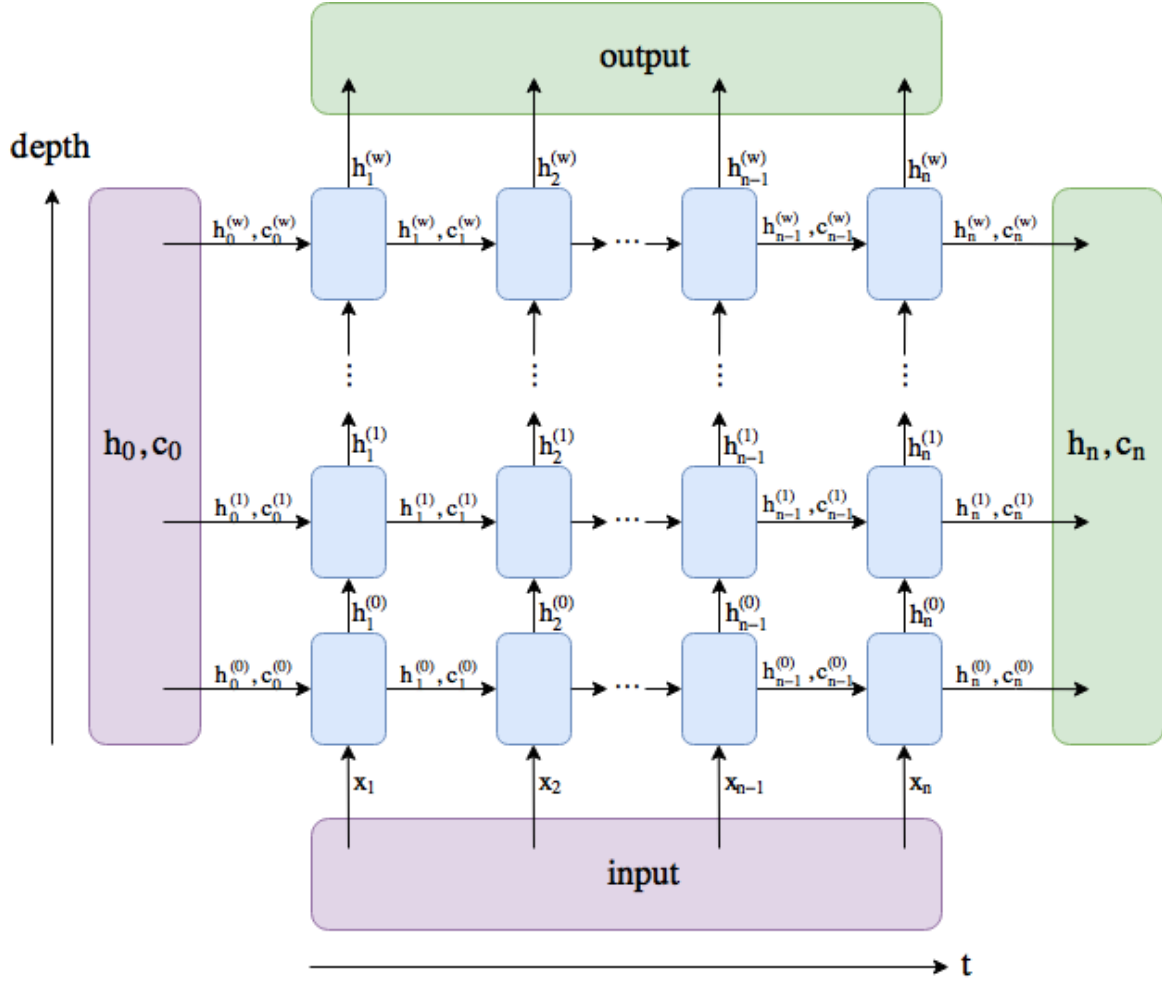 output
depth
h₁^(w) h₂^(w) hₙ₋₁^(w) hₙ^(w)
h₀^(w), c₀^(w) h₁^(w), c₁^(w) ... hₙ₋₁^(w), cₙ₋₁^(w) hₙ^(w), cₙ^(w)
⋮ ⋮ ⋮ ⋮
h₁^(1) h₂^(1) hₙ₋₁^(1) hₙ^(1)
h₀, c₀ hₙ, cₙ
h₀^(1), c₀^(1) h₁^(1), c₁^(1) ... hₙ₋₁^(1), cₙ₋₁^(1) hₙ^(1), cₙ^(1)
h₁^(0) h₂^(0) hₙ₋₁^(0) hₙ^(0)
h₀^(0), c₀^(0) h₁^(0), c₁^(0) ... hₙ₋₁^(0), cₙ₋₁^(0) hₙ^(0), cₙ^(0)
x₁ x₂ xₙ₋₁ xₙ
input
t